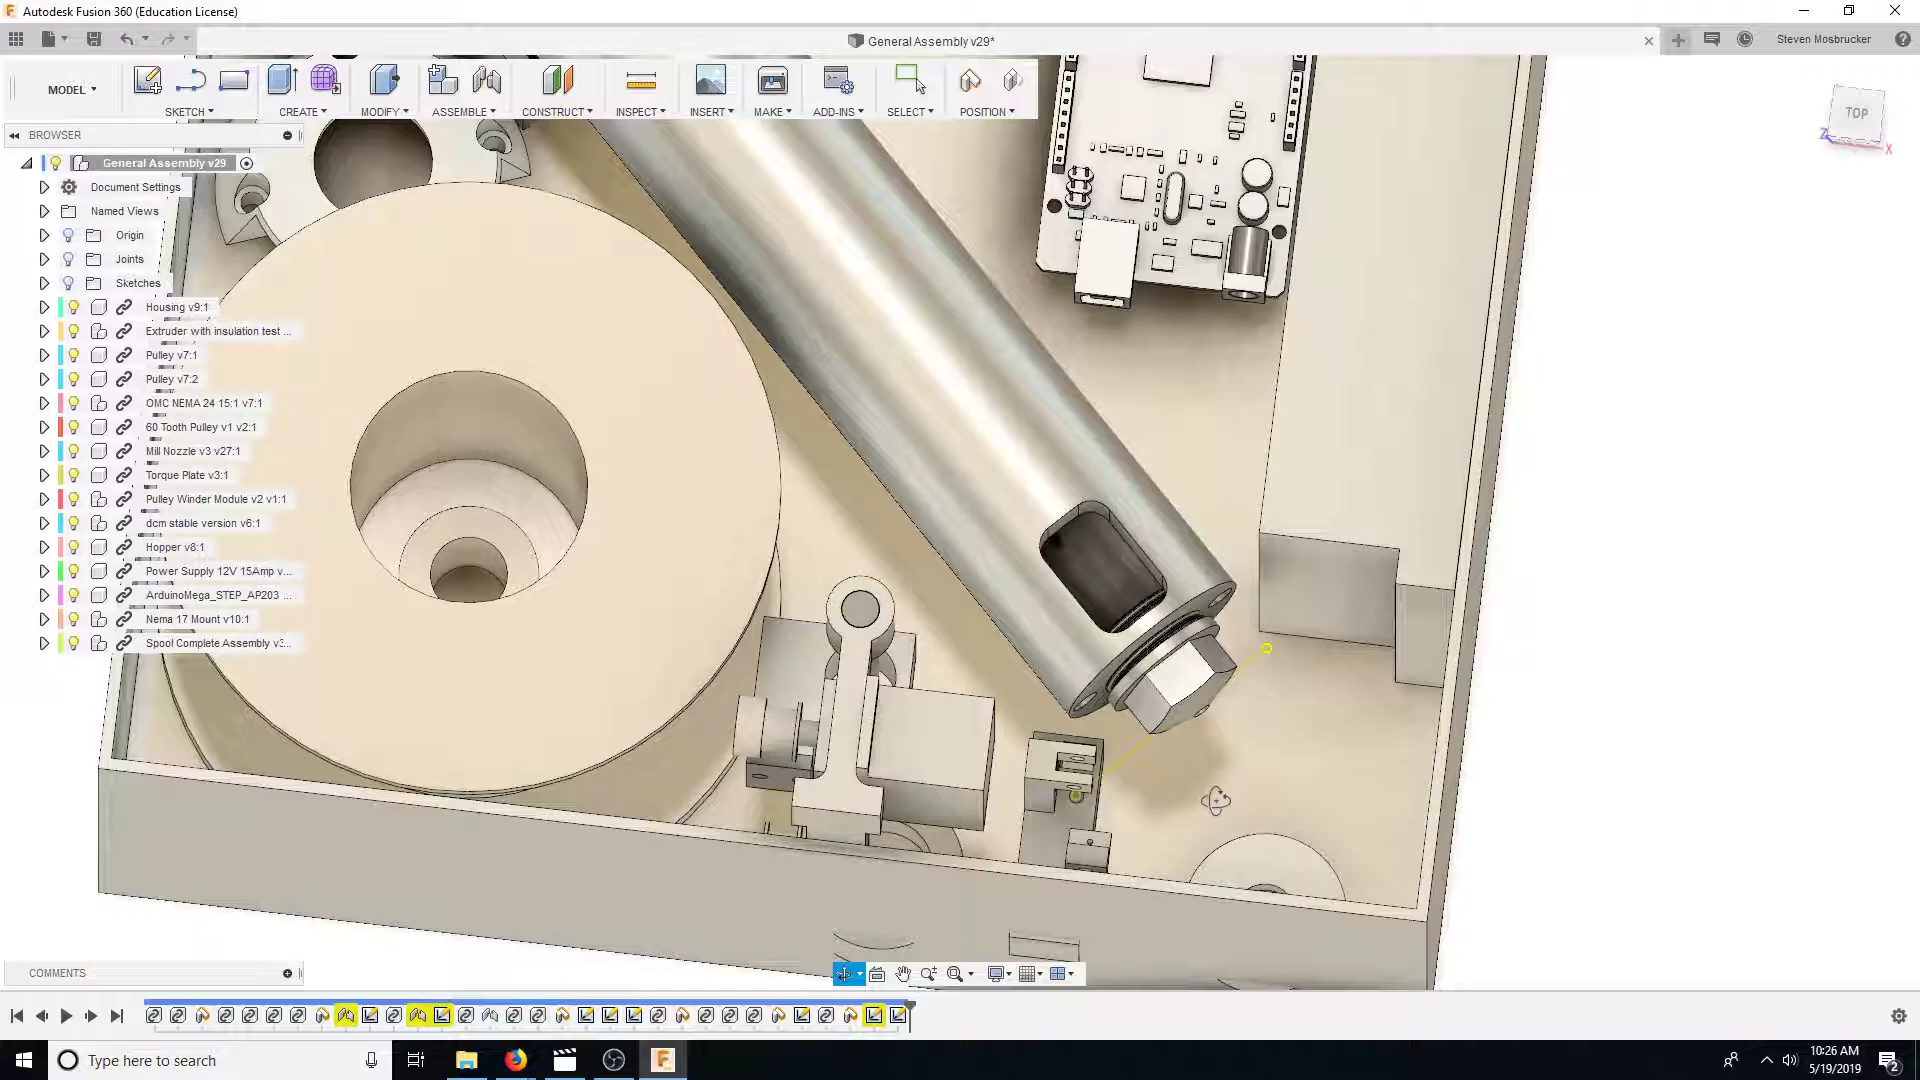 Autodesk Fusion 360 (Education License)
General Assembly v29*
Steven Mosbrucker
MODEL
SKETCH
CREATE
MODIFY
ASSEMBLE
CONSTRUCT
INSPECT
INSERT
MAKE
ADD-INS
SELECT
POSITION
TOP
Z
X
BROWSER
General Assembly v29
Document Settings
Named Views
Origin
Joints
Sketches
Housing v9:1
Extruder with insulation test ...
Pulley v7:1
Pulley v7:2
OMC NEMA 24 15:1 v7:1
60 Tooth Pulley v1 v2:1
Mill Nozzle v3 v27:1
Torque Plate v3:1
Pulley Winder Module v2 v1:1
dcm stable version v6:1
Hopper v8:1
Power Supply 12V 15Amp v...
ArduinoMega_STEP_AP203 ...
Nema 17 Mount v10:1
Spool Complete Assembly v3...
COMMENTS
Type here to search
10:26 AM
5/19/2019
2